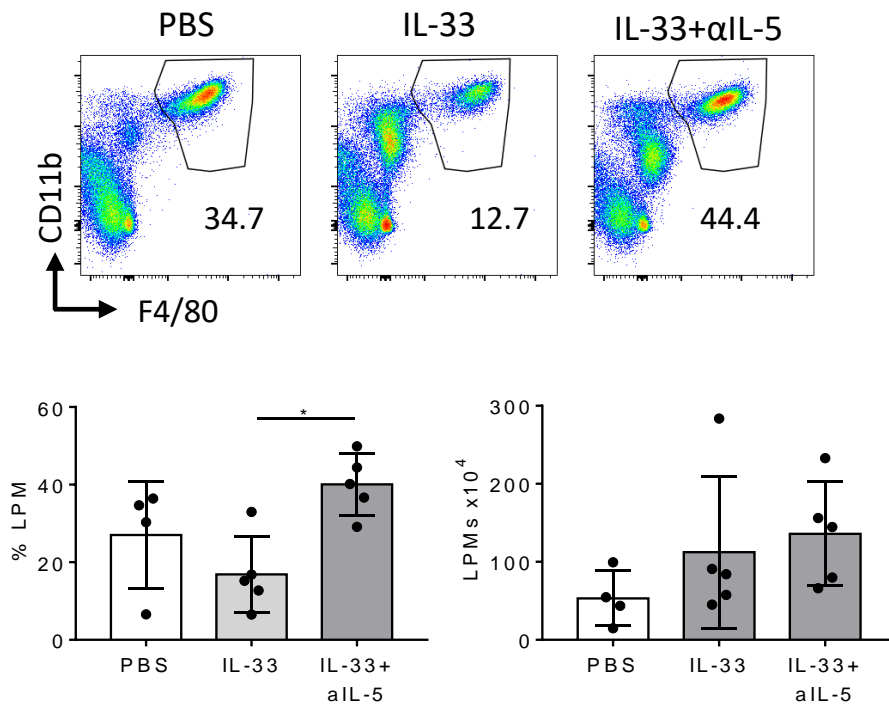 PBS IL-33 IL-33+αIL-5
CD11b
34.7 12.7 44.4
F4/80
60
40
20
0
% LPM
*
PBS IL-33 IL-33+
aIL-5
300
200
100
0
LPMs x10⁴
PBS IL-33 IL-33+
aIL-5